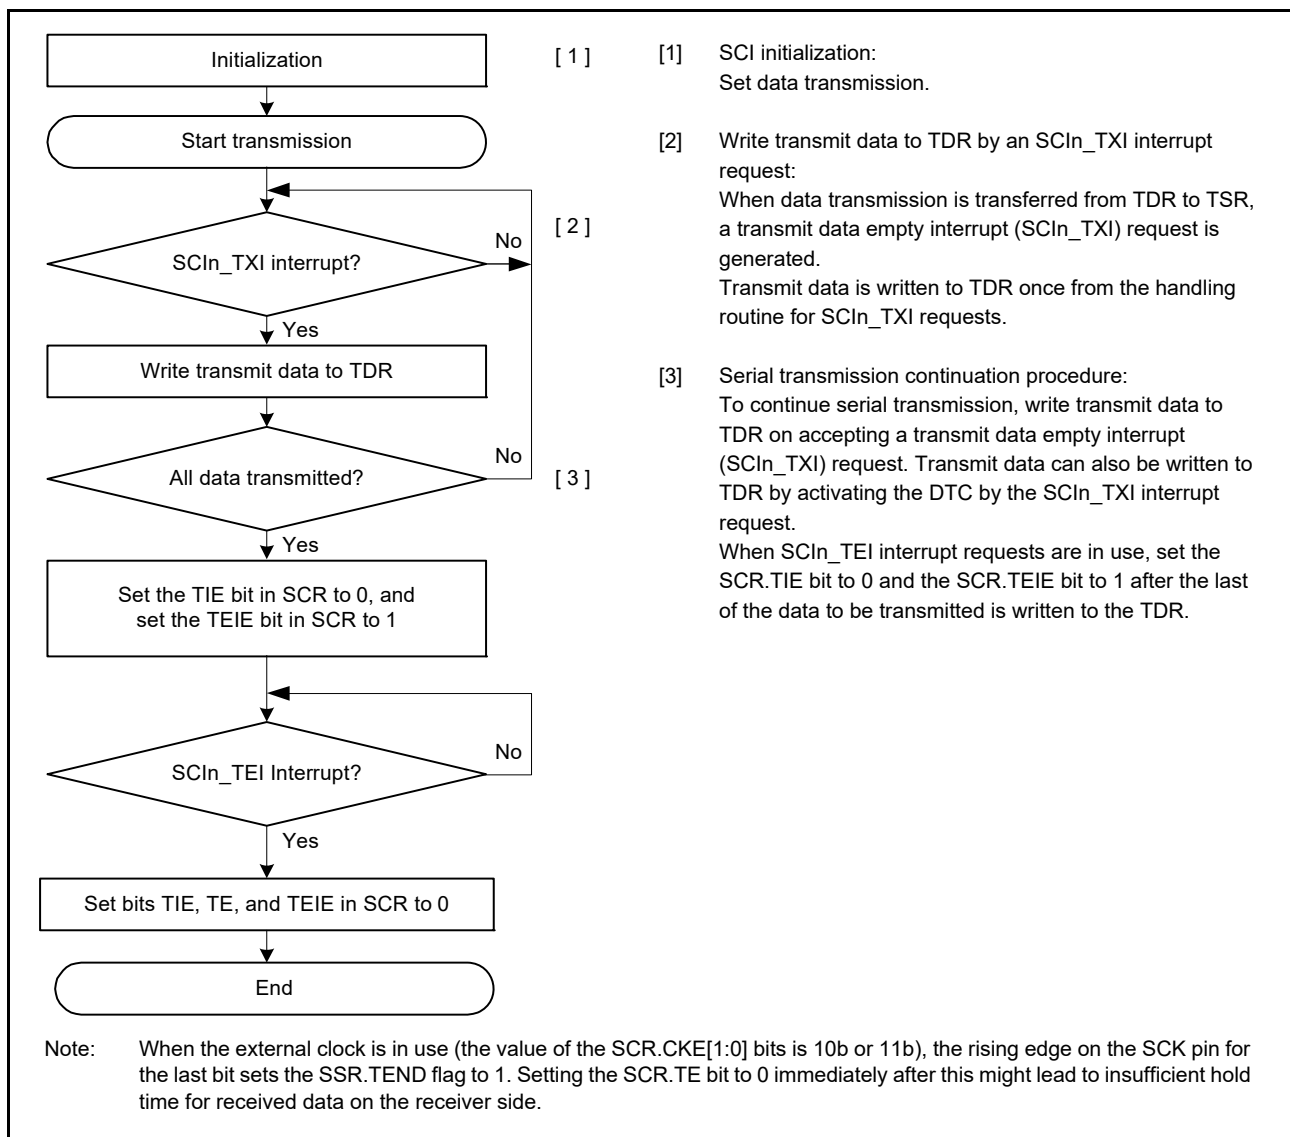 Initialization
[ 1 ]
Start transmission
SCIn_TXI interrupt?
No
[ 2 ]
Yes
Write transmit data to TDR
All data transmitted?
No
[ 3 ]
Yes
Set the TIE bit in SCR to 0, and
set the TEIE bit in SCR to 1
SCIn_TEI Interrupt?
No
Yes
Set bits TIE, TE, and TEIE in SCR to 0
End
[1] SCI initialization:
Set data transmission.
[2] Write transmit data to TDR by an SCIn_TXI interrupt
request:
When data transmission is transferred from TDR to TSR,
a transmit data empty interrupt (SCIn_TXI) request is
generated.
Transmit data is written to TDR once from the handling
routine for SCIn_TXI requests.
[3] Serial transmission continuation procedure:
To continue serial transmission, write transmit data to
TDR on accepting a transmit data empty interrupt
(SCIn_TXI) request. Transmit data can also be written to
TDR by activating the DTC by the SCIn_TXI interrupt
request.
When SCIn_TEI interrupt requests are in use, set the
SCR.TIE bit to 0 and the SCR.TEIE bit to 1 after the last
of the data to be transmitted is written to the TDR.
Note: When the external clock is in use (the value of the SCR.CKE[1:0] bits is 10b or 11b), the rising edge on the SCK pin for
the last bit sets the SSR.TEND flag to 1. Setting the SCR.TE bit to 0 immediately after this might lead to insufficient hold
time for received data on the receiver side.